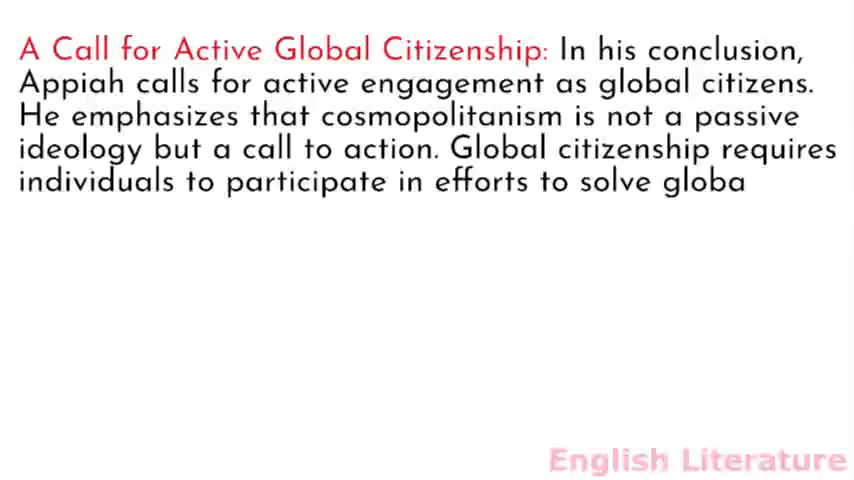 A Call for Active Global Citizenship: In his conclusion,
Appiah calls for active engagement as global citizens.
He emphasizes that cosmopolitanism is not a passive
ideology but a call to action. Global citizenship requires
individuals to participate in efforts to solve globa
English Literature